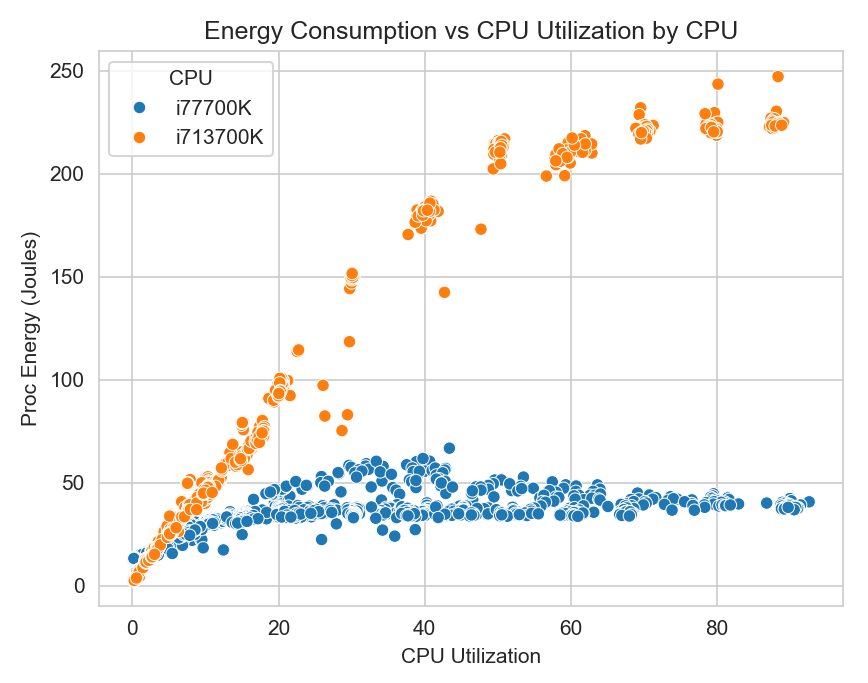 Energy Consumption vs CPU Utilization by CPU
CPU
i77700K
i713700K
Proc Energy (Joules)
250
200
150
100
50
0
0 20 40 60 80
CPU Utilization